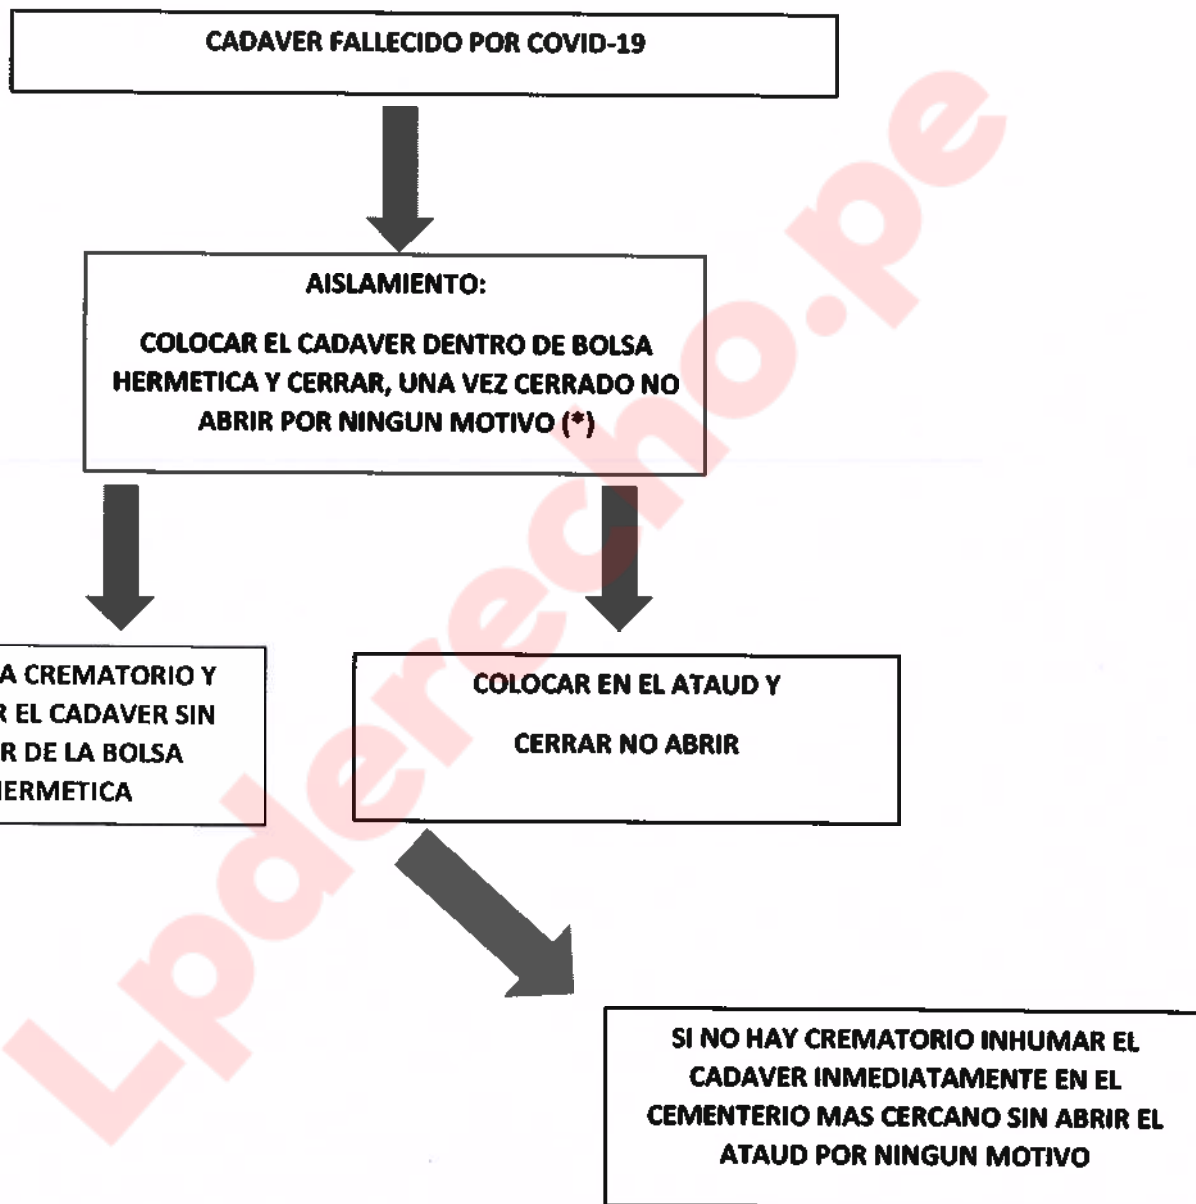 CADAVER FALLECIDO POR COVID-19
AISLAMIENTO:
COLOCAR EL CADAVER DENTRO DE BOLSA
HERMETICA Y CERRAR, UNA VEZ CERRADO NO
ABRIR POR NINGUN MOTIVO (*)
A CREMATORIO Y
R EL CADAVER SIN
R DE LA BOLSA
HERMETICA
COLOCAR EN EL ATAUD Y
CERRAR NO ABRIR
SI NO HAY CREMATORIO INHUMAR EL
CADAVER INMEDIATAMENTE EN EL
CEMENTERIO MAS CERCANO SIN ABRIR EL
ATAUD POR NINGUN MOTIVO
Lpderecho.pe